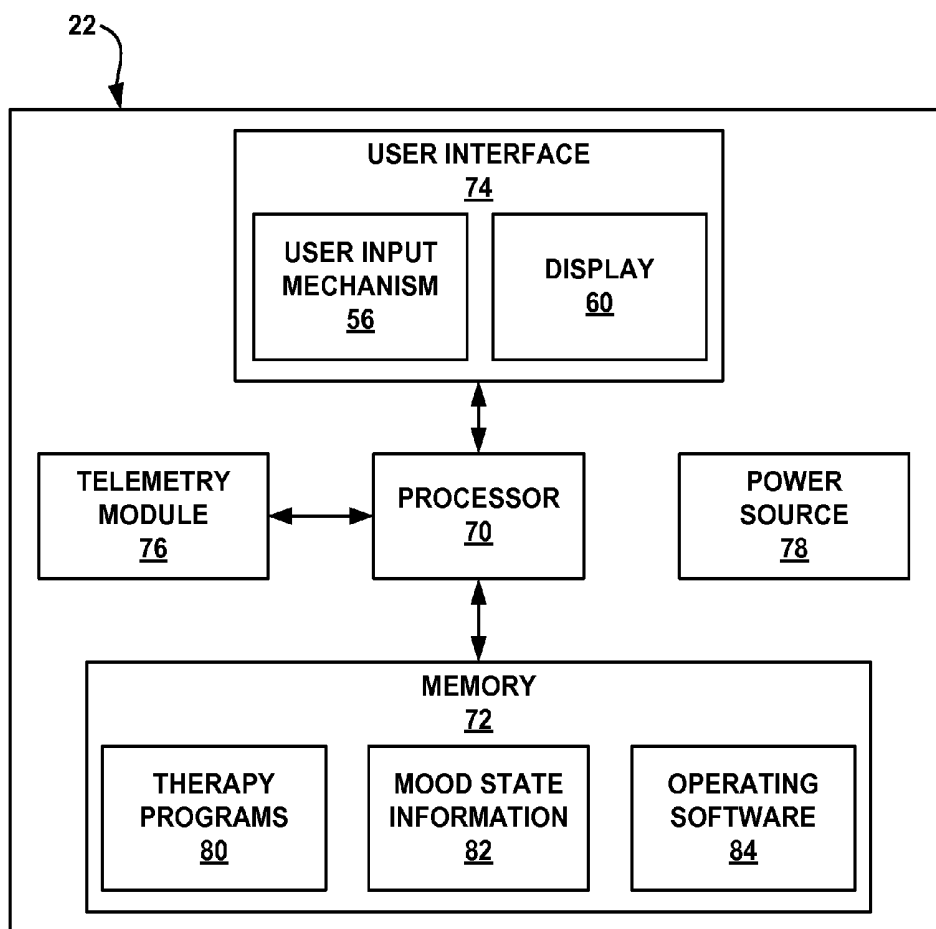 22
USER INTERFACE
74
USER INPUT
MECHANISM
56
DISPLAY
60
TELEMETRY
MODULE
76
PROCESSOR
70
POWER
SOURCE
78
MEMORY
72
THERAPY
PROGRAMS
80
MOOD STATE
INFORMATION
82
OPERATING
SOFTWARE
84